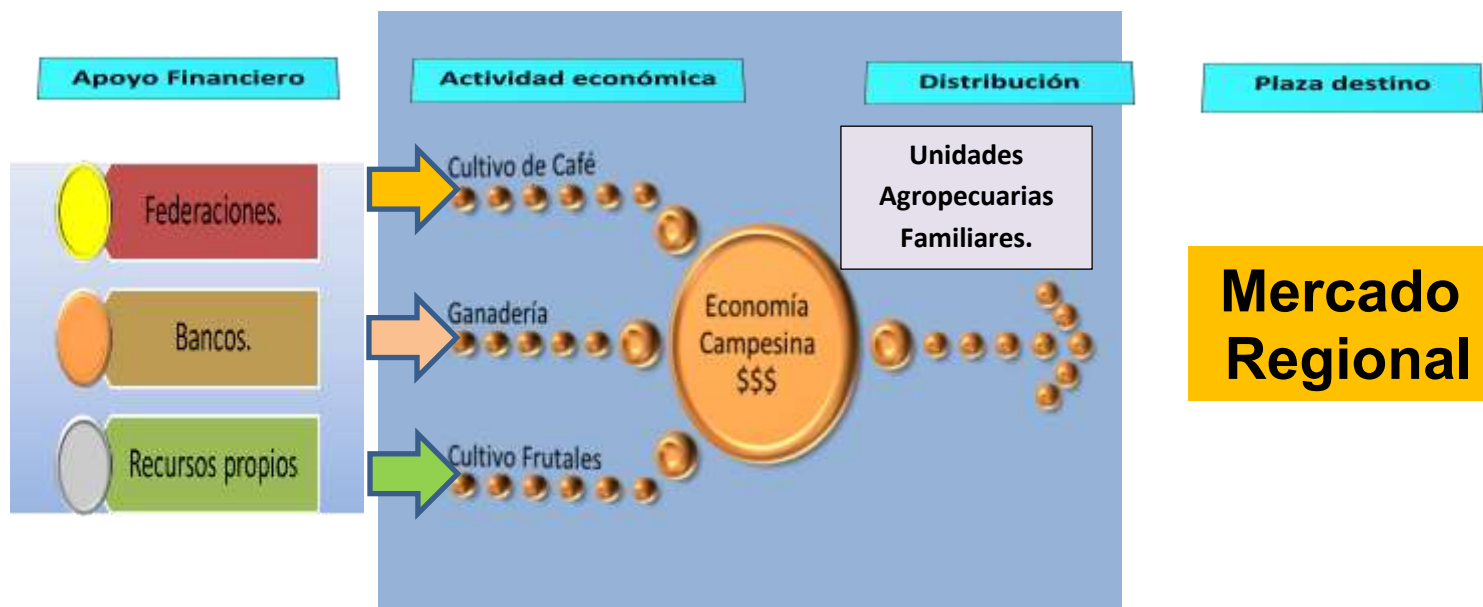 Apoyo Financiero
Actividad económica
Distribución
Plaza destino
Federaciones.
Bancos.
Recursos propios
Cultivo de Café
Ganadería
Cultivo Frutales
Economía
Campesina
$$$
Unidades
Agropecuarias
Familiares.
Mercado
Regional